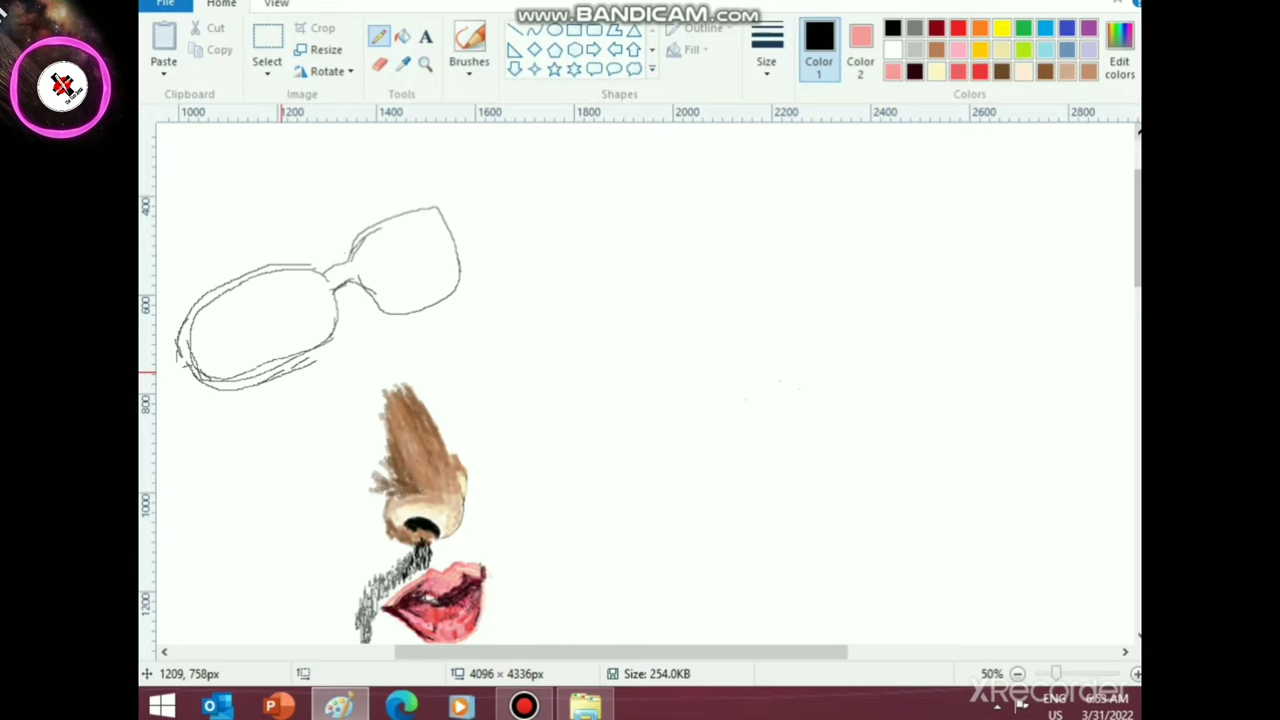 www.BANDICAM.com
File Home View
Cut
Crop
Outline
Copy
Resize
Fill
Paste Select Rotate A Brushes Size Color 1 Color 2 Edit colors
Clipboard Image Tools Shapes Colors
1000 1200 1400 1600 1800 2000 2200 2400 2600 2800
400
600
800
1000
1200
1209, 758px 4096 × 4336px Size: 254.0KB 50%
XRecorder
ENG 6:53 AM
US 3/31/2022